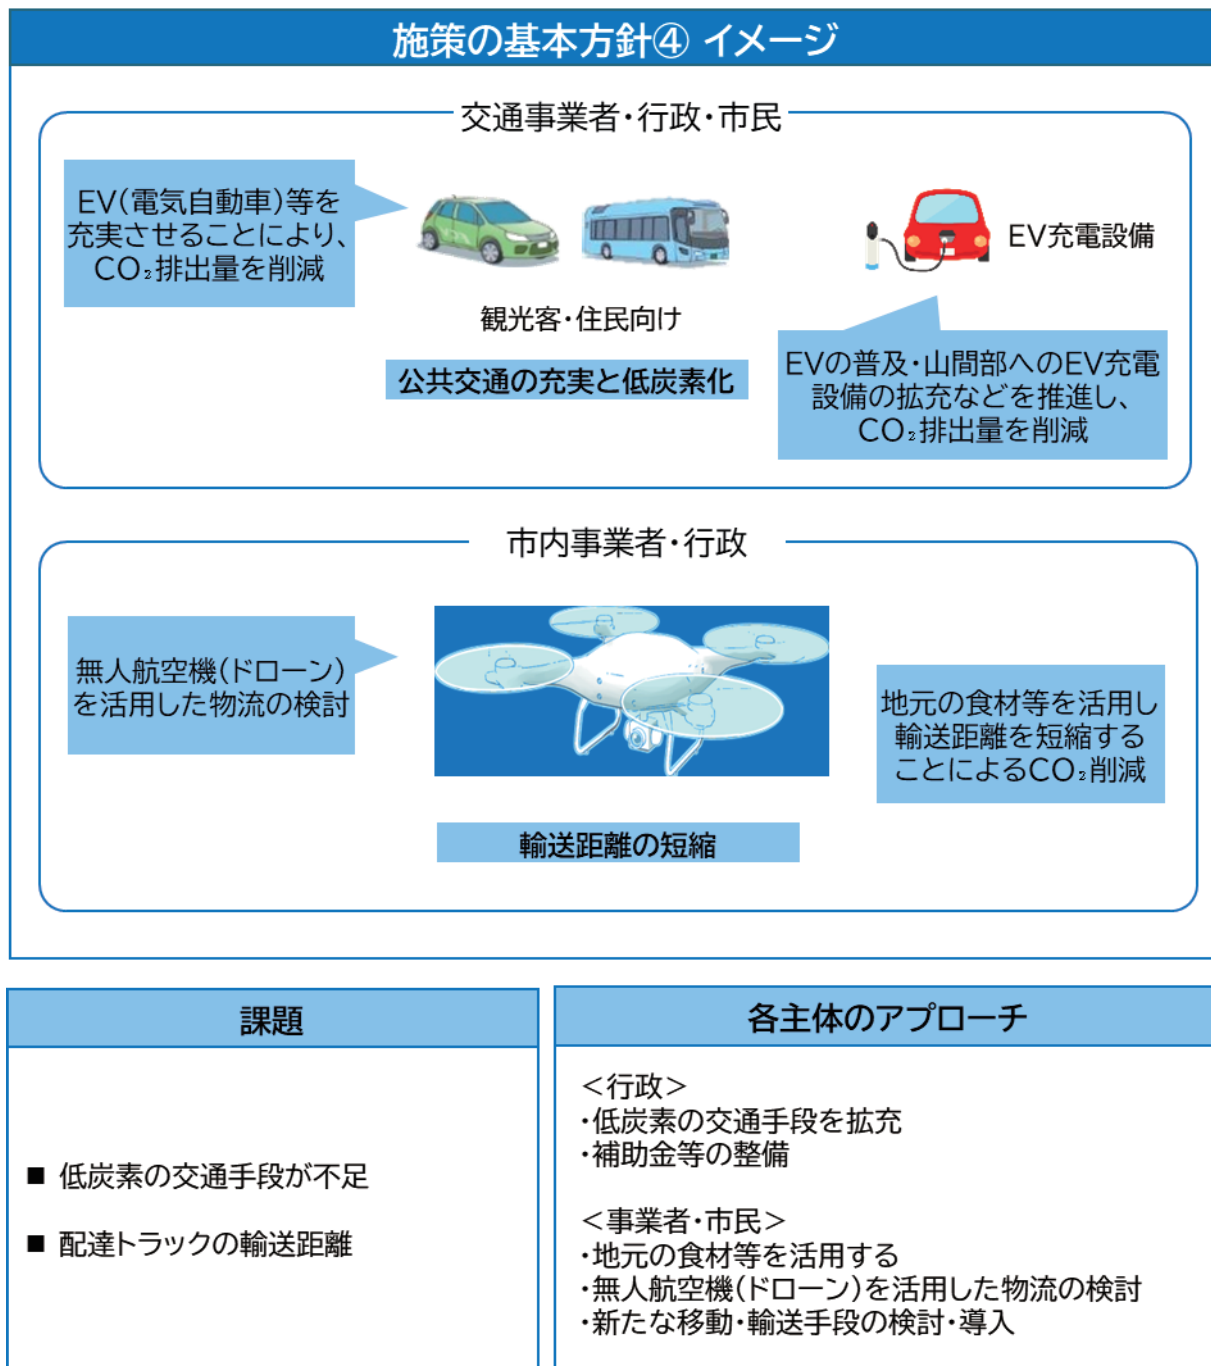 施策の基本方針④ イメージ
交通事業者・行政・市民
EV(電気自動車)等を
充実させることにより、
CO₂排出量を削減
観光客・住民向け
公共交通の充実と低炭素化
EV充電設備
EVの普及・山間部へのEV充電
設備の拡充などを推進し、
CO₂排出量を削減
市内事業者・行政
無人航空機(ドローン)
を活用した物流の検討
輸送距離の短縮
地元の食材等を活用し
輸送距離を短縮する
ことによるCO₂削減
課題
■ 低炭素の交通手段が不足
■ 配達トラックの輸送距離
各主体のアプローチ
＜行政＞
・低炭素の交通手段を拡充
・補助金等の整備
＜事業者・市民＞
・地元の食材等を活用する
・無人航空機(ドローン)を活用した物流の検討
・新たな移動・輸送手段の検討・導入